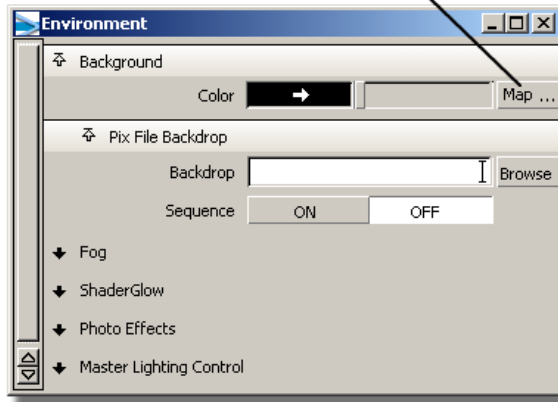 Environment
Background
Color Map ...
Pix File Backdrop
Backdrop Browse
Sequence ON OFF
Fog
ShaderGlow
Photo Effects
Master Lighting Control